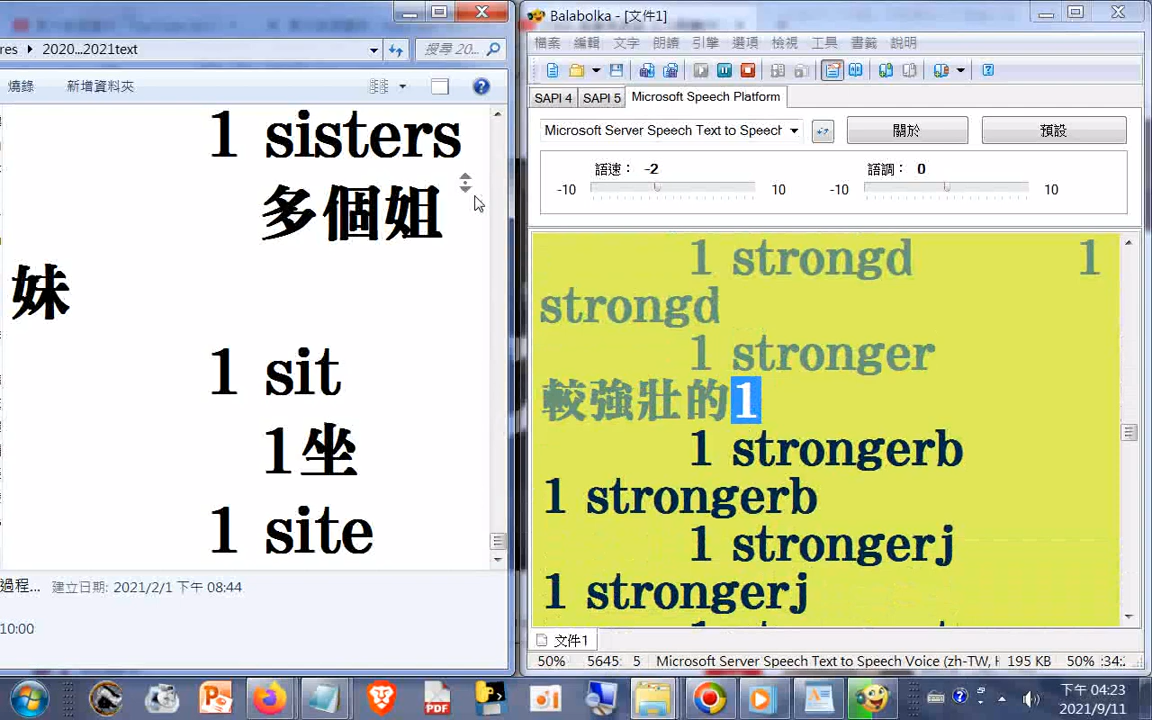 res ▸ 2020...2021text
搜尋 20...
燒錄 新增資料夾
1 sisters
多個姐
妹
1 sit
1坐
1 site
建立日期: 2021/2/1 下午 08:44
過程...
10:00
Balabolka - [文件1]
檔案 編輯 文字 朗讀 引擎 選項 檢視 工具 書籤 說明
SAPI 4 SAPI 5 Microsoft Speech Platform
Microsoft Server Speech Text to Speech
關於 預設
語速： -2 語調： 0
-10 10 -10 10
1 strongd 1
strongd
1 stronger
較強壯的1
1 strongerb
1 strongerb
1 strongerj
1 strongerj
文件1
50% 5645: 5 Microsoft Server Speech Text to Speech Voice (zh-TW, H 195 KB 50% :34:
PDF
下午 04:23
2021/9/11